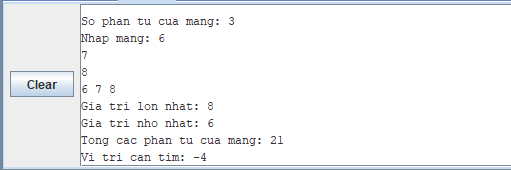 So phan tu cua mang: 3
Nhap mang: 6
7
8
6 7 8
Gia tri lon nhat: 8
Gia tri nho nhat: 6
Tong cac phan tu cua mang: 21
Vi tri can tim: -4
Clear